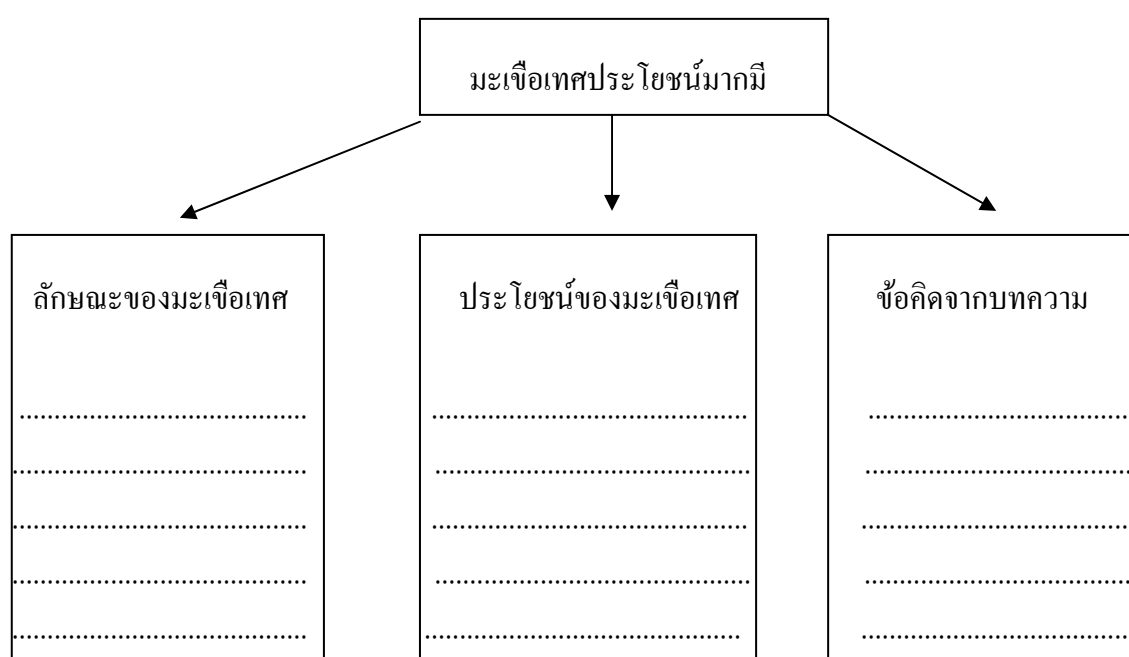 มะเขือเทศประโยชน์มากมี
ลักษณะของมะเขือเทศ
ประโยชน์ของมะเขือเทศ
ข้อคิดจากบทความ
.........................................
..........................................
.........................................
.............................................
.............................................
.............................................
.....................................
......................................
......................................